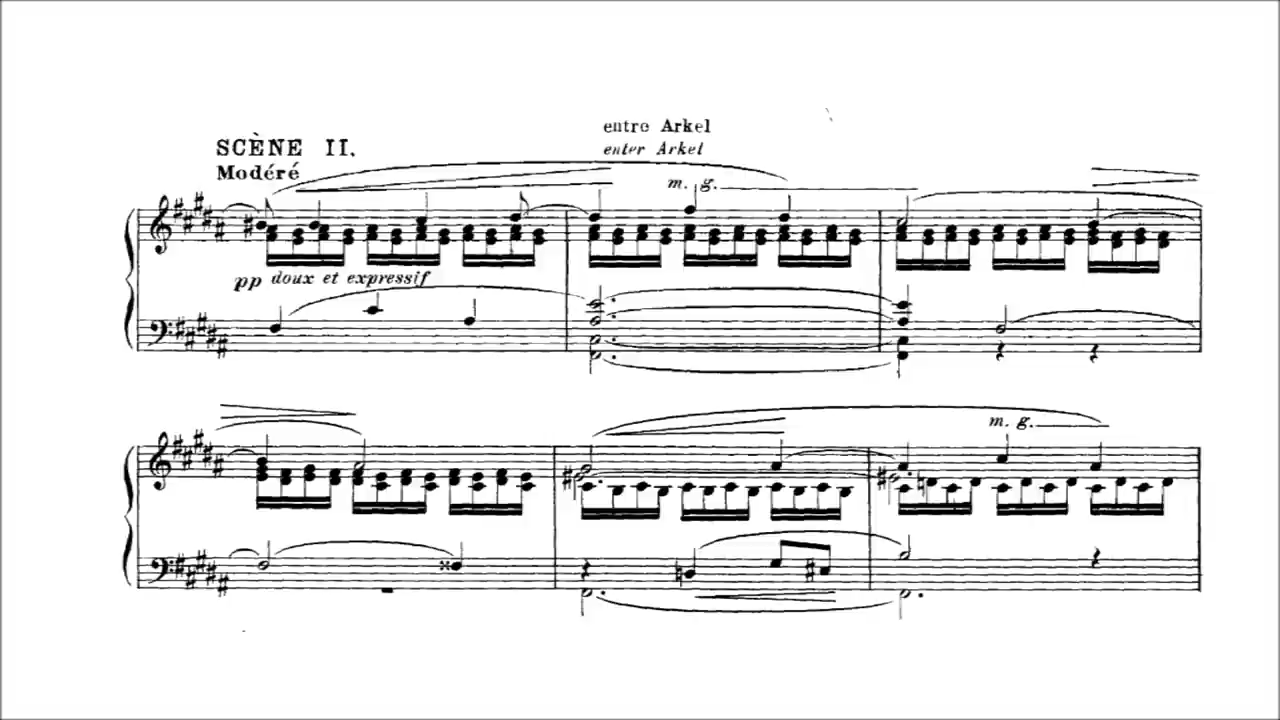 entre Arkel
SCÈNE II.
enter Arkel
Modéré
m. g.
pp doux et expressif
m. g.